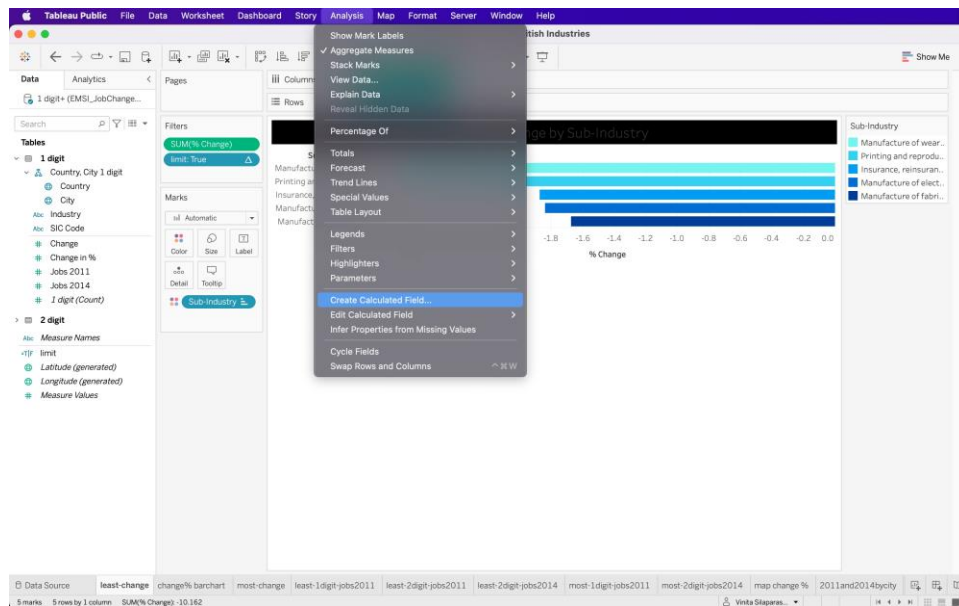 Tableau Public File Data Worksheet Dashboard Story Analysis Map Format Server Window Help
itish Industries
Show Me
Data Analytics
Pages
Columns
1 digit+ (EMSI_JobChange...
Rows
Search
Tables
1 digit
Country, City 1 digit
Country
City
Abc Industry
Abc SIC Code
# Change
# Change in %
# Jobs 2011
# Jobs 2014
# 1 digit (Count)
2 digit
Abc Measure Names
=T|F limit
Latitude (generated)
Longitude (generated)
# Measure Values
Filters
SUM(% Change)
limit: True
Marks
Automatic
Color Size Label
Detail Tooltip
Sub-Industry
Show Mark Labels
✓ Aggregate Measures
Stack Marks
View Data...
Explain Data
Reveal Hidden Data
Percentage Of
Totals
Forecast
Trend Lines
Special Values
Table Layout
Legends
Filters
Highlighters
Parameters
Create Calculated Field...
Edit Calculated Field
Infer Properties from Missing Values
Cycle Fields
Swap Rows and Columns ^⌘W
nge by Sub-Industry
S
Manufact
Printing a
Insurance,
Manufact
Manufact
-1.8 -1.6 -1.4 -1.2 -1.0 -0.8 -0.6 -0.4 -0.2 0.0
% Change
Sub-Industry
Manufacture of wear..
Printing and reprodu..
Insurance, reinsuran..
Manufacture of elect..
Manufacture of fabri..
Data Source least-change change% barchart most-change least-1digit-jobs2011 least-2digit-jobs2011 least-2digit-jobs2014 most-1digit-jobs2011 most-2digit-jobs2014 map change % 2011and2014bycity
5 marks 5 rows by 1 column SUM(% Change): -10.162
Vinita Silaparas...